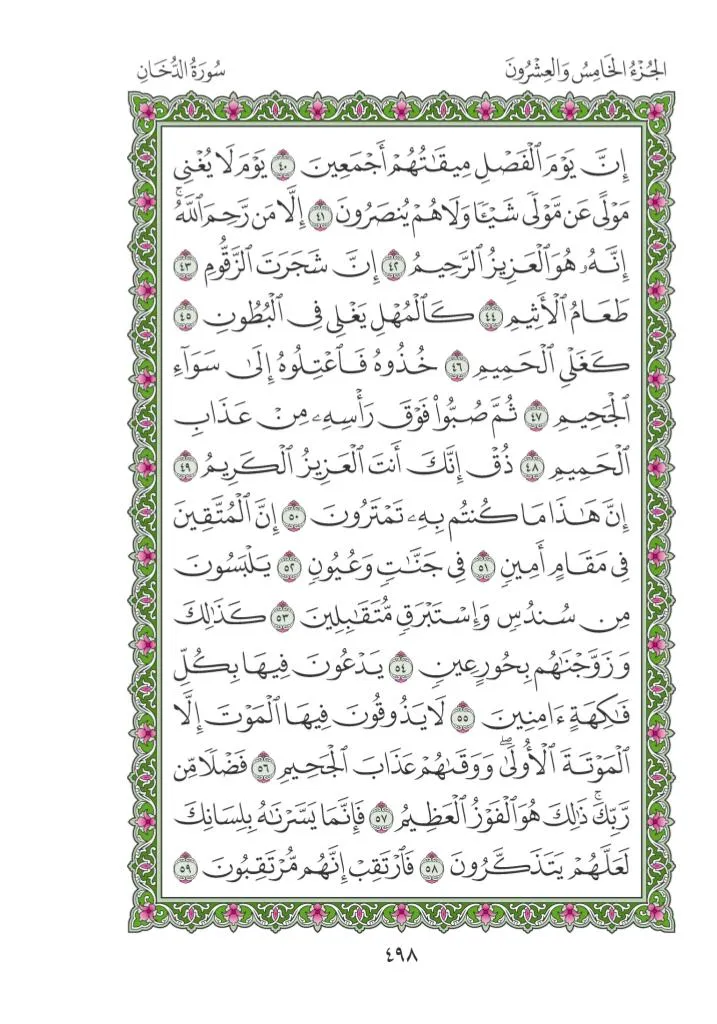 الجُزْءُ الخَامِسُ وَالعِشْرُونَ
سُورَةُ الدُّخَانِ
إِنَّ يَوْمَ ٱلْفَصْلِ مِيقَٰتُهُمْ أَجْمَعِينَ ٤٠ يَوْمَ لَا يُغْنِى
مَوْلًى عَن مَّوْلًى شَيْـًٔا وَلَا هُمْ يُنصَرُونَ ٤١ إِلَّا مَن رَّحِمَ ٱللَّهُۚ
إِنَّهُۥ هُوَ ٱلْعَزِيزُ ٱلرَّحِيمُ ٤٢ إِنَّ شَجَرَتَ ٱلزَّقُّومِ ٤٣
طَعَامُ ٱلْأَثِيمِ ٤٤ كَٱلْمُهْلِ يَغْلِى فِى ٱلْبُطُونِ ٤٥
كَغَلْىِ ٱلْحَمِيمِ ٤٦ خُذُوهُ فَٱعْتِلُوهُ إِلَىٰ سَوَآءِ
ٱلْجَحِيمِ ٤٧ ثُمَّ صُبُّوا۟ فَوْقَ رَأْسِهِۦ مِنْ عَذَابِ
ٱلْحَمِيمِ ٤٨ ذُقْ إِنَّكَ أَنتَ ٱلْعَزِيزُ ٱلْكَرِيمُ ٤٩
إِنَّ هَٰذَا مَا كُنتُم بِهِۦ تَمْتَرُونَ ٥٠ إِنَّ ٱلْمُتَّقِينَ
فِى مَقَامٍ أَمِينٍ ٥١ فِى جَنَّٰتٍ وَعُيُونٍ ٥٢ يَلْبَسُونَ
مِن سُندُسٍ وَإِسْتَبْرَقٍ مُّتَقَٰبِلِينَ ٥٣ كَذَٰلِكَ
وَزَوَّجْنَٰهُم بِحُورٍ عِينٍ ٥٤ يَدْعُونَ فِيهَا بِكُلِّ
فَٰكِهَةٍ ءَامِنِينَ ٥٥ لَا يَذُوقُونَ فِيهَا ٱلْمَوْتَ إِلَّا
ٱلْمَوْتَةَ ٱلْأُولَىٰۖ وَوَقَىٰهُمْ عَذَابَ ٱلْجَحِيمِ ٥٦ فَضْلًا مِّن
رَّبِّكَۚ ذَٰلِكَ هُوَ ٱلْفَوْزُ ٱلْعَظِيمُ ٥٧ فَإِنَّمَا يَسَّرْنَٰهُ بِلِسَانِكَ
لَعَلَّهُمْ يَتَذَكَّرُونَ ٥٨ فَٱرْتَقِبْ إِنَّهُم مُّرْتَقِبُونَ ٥٩
٤٩٨